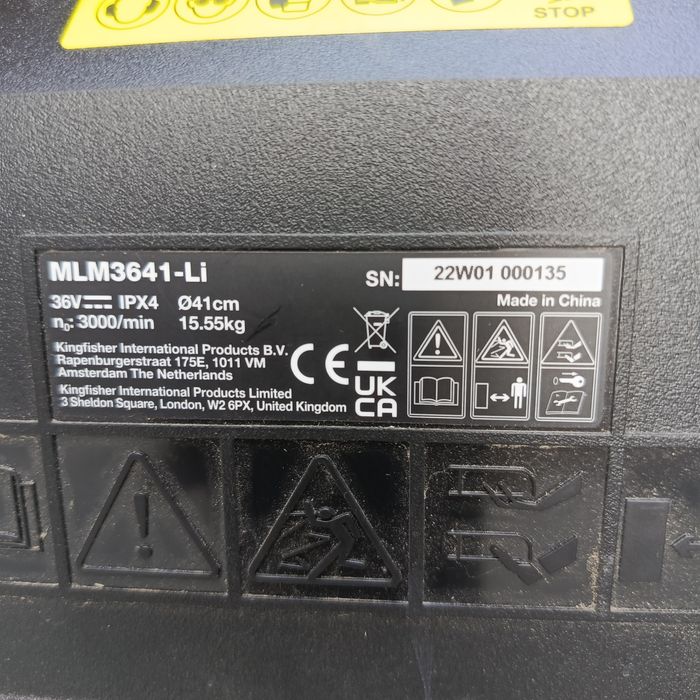 STOP
MLM3641-Li
SN: 22W01 000135
36V IPX4 Ø41cm
Made in China
n₀: 3000/min 15.55kg
Kingfisher International Products B.V.
Rapenburgerstraat 175E, 1011 VM
Amsterdam The Netherlands
Kingfisher International Products Limited
3 Sheldon Square, London, W2 6PX, United Kingdom
CE
UK
CA